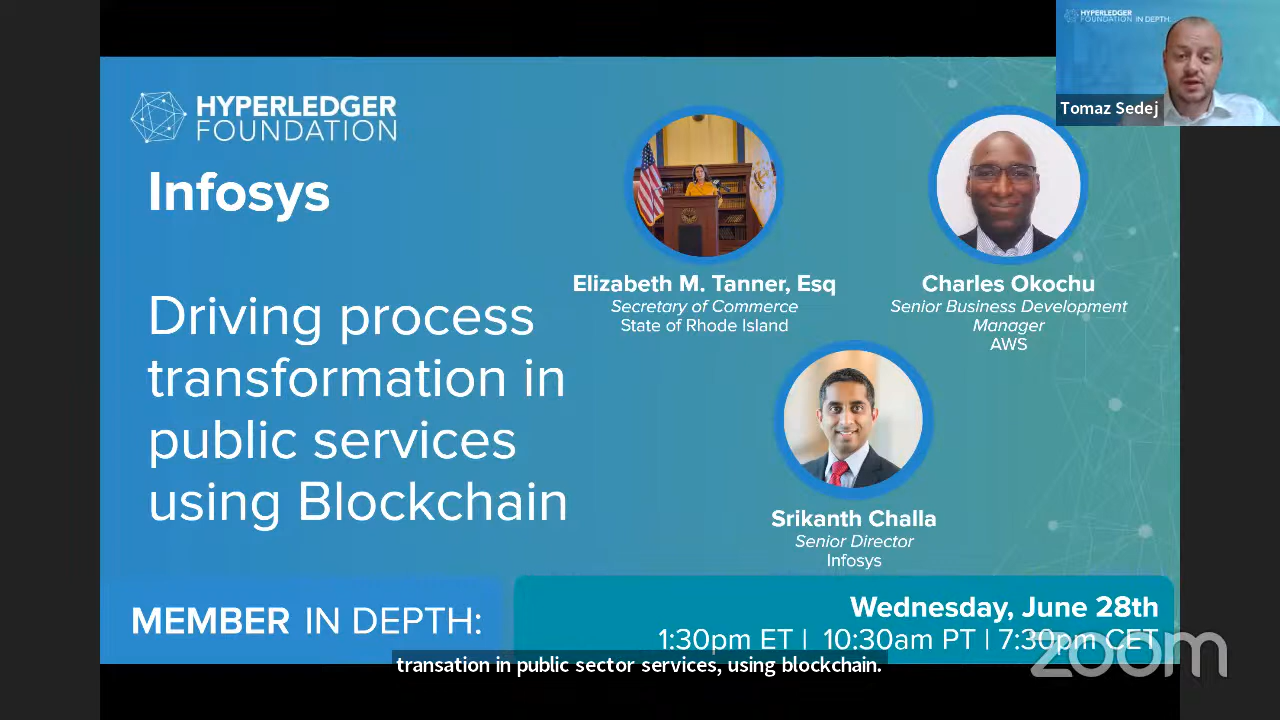 HYPERLEDGER
FOUNDATION IN DEPTH:
Tomaz Sedej
HYPERLEDGER
FOUNDATION
Infosys
Driving process
transformation in
public services
using Blockchain
Elizabeth M. Tanner, Esq
Secretary of Commerce
State of Rhode Island
Charles Okochu
Senior Business Development
Manager
AWS
Srikanth Challa
Senior Director
Infosys
MEMBER IN DEPTH:
Wednesday, June 28th
1:30pm ET | 10:30am PT | 7:30pm CET
transation in public sector services, using blockchain.
zoom